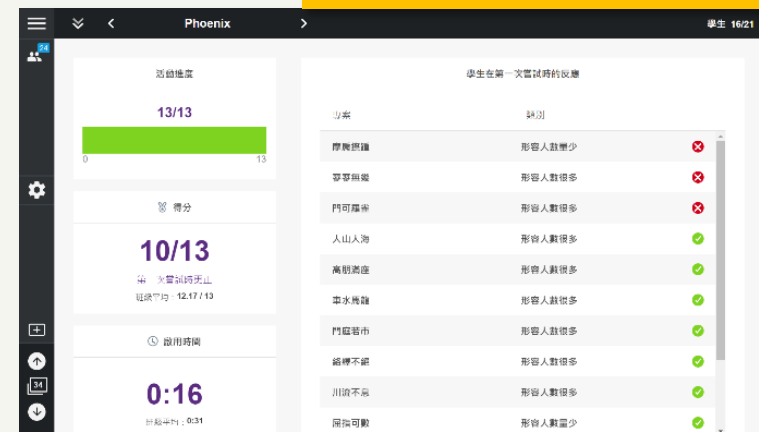 Phoenix
學生 16/21
24
活動進度
13/13
0 13
得分
10/13
第一次嘗試時更正
班級平均：12.17 / 13
啟用時間
0:16
班級平均：0:31
34
學生在第一次嘗試時的反應
專案 類別
摩肩擦踵 形容人數量少
寥寥無幾 形容人數很多
門可羅雀 形容人數很多
人山人海 形容人數很多
高朋滿座 形容人數很多
車水馬龍 形容人數很多
門庭若市 形容人數很多
絡繹不絕 形容人數很多
川流不息 形容人數很多
屈指可數 形容人數量少